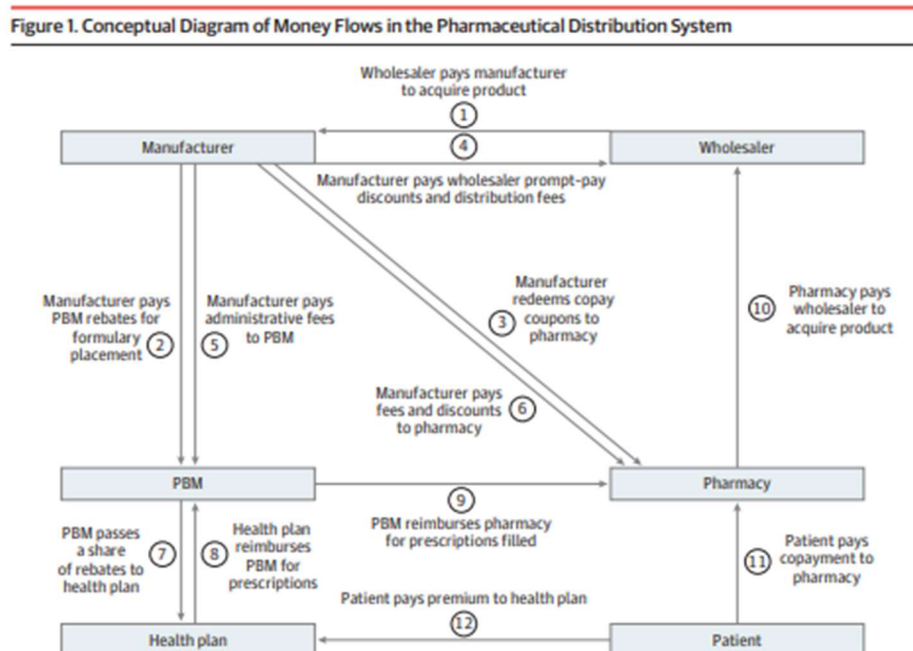 Figure 1. Conceptual Diagram of Money Flows in the Pharmaceutical Distribution System
Wholesaler pays manufacturer
to acquire product
1
Manufacturer
4
Wholesaler
Manufacturer pays wholesaler prompt-pay
discounts and distribution fees
Manufacturer pays
PBM rebates for
formulary
placement
2
Manufacturer pays
administrative fees
to PBM
5
Manufacturer
redeems copay
coupons to
pharmacy
3
Pharmacy pays
wholesaler to
acquire product
10
Manufacturer pays
fees and discounts
to pharmacy
6
PBM
Pharmacy
9
PBM reimburses pharmacy
for prescriptions filled
PBM passes
a share
of rebates to
health plan
7
Health plan
reimburses
PBM for
prescriptions
8
Patient pays
copayment to
pharmacy
11
Patient pays premium to health plan
12
Health plan
Patient